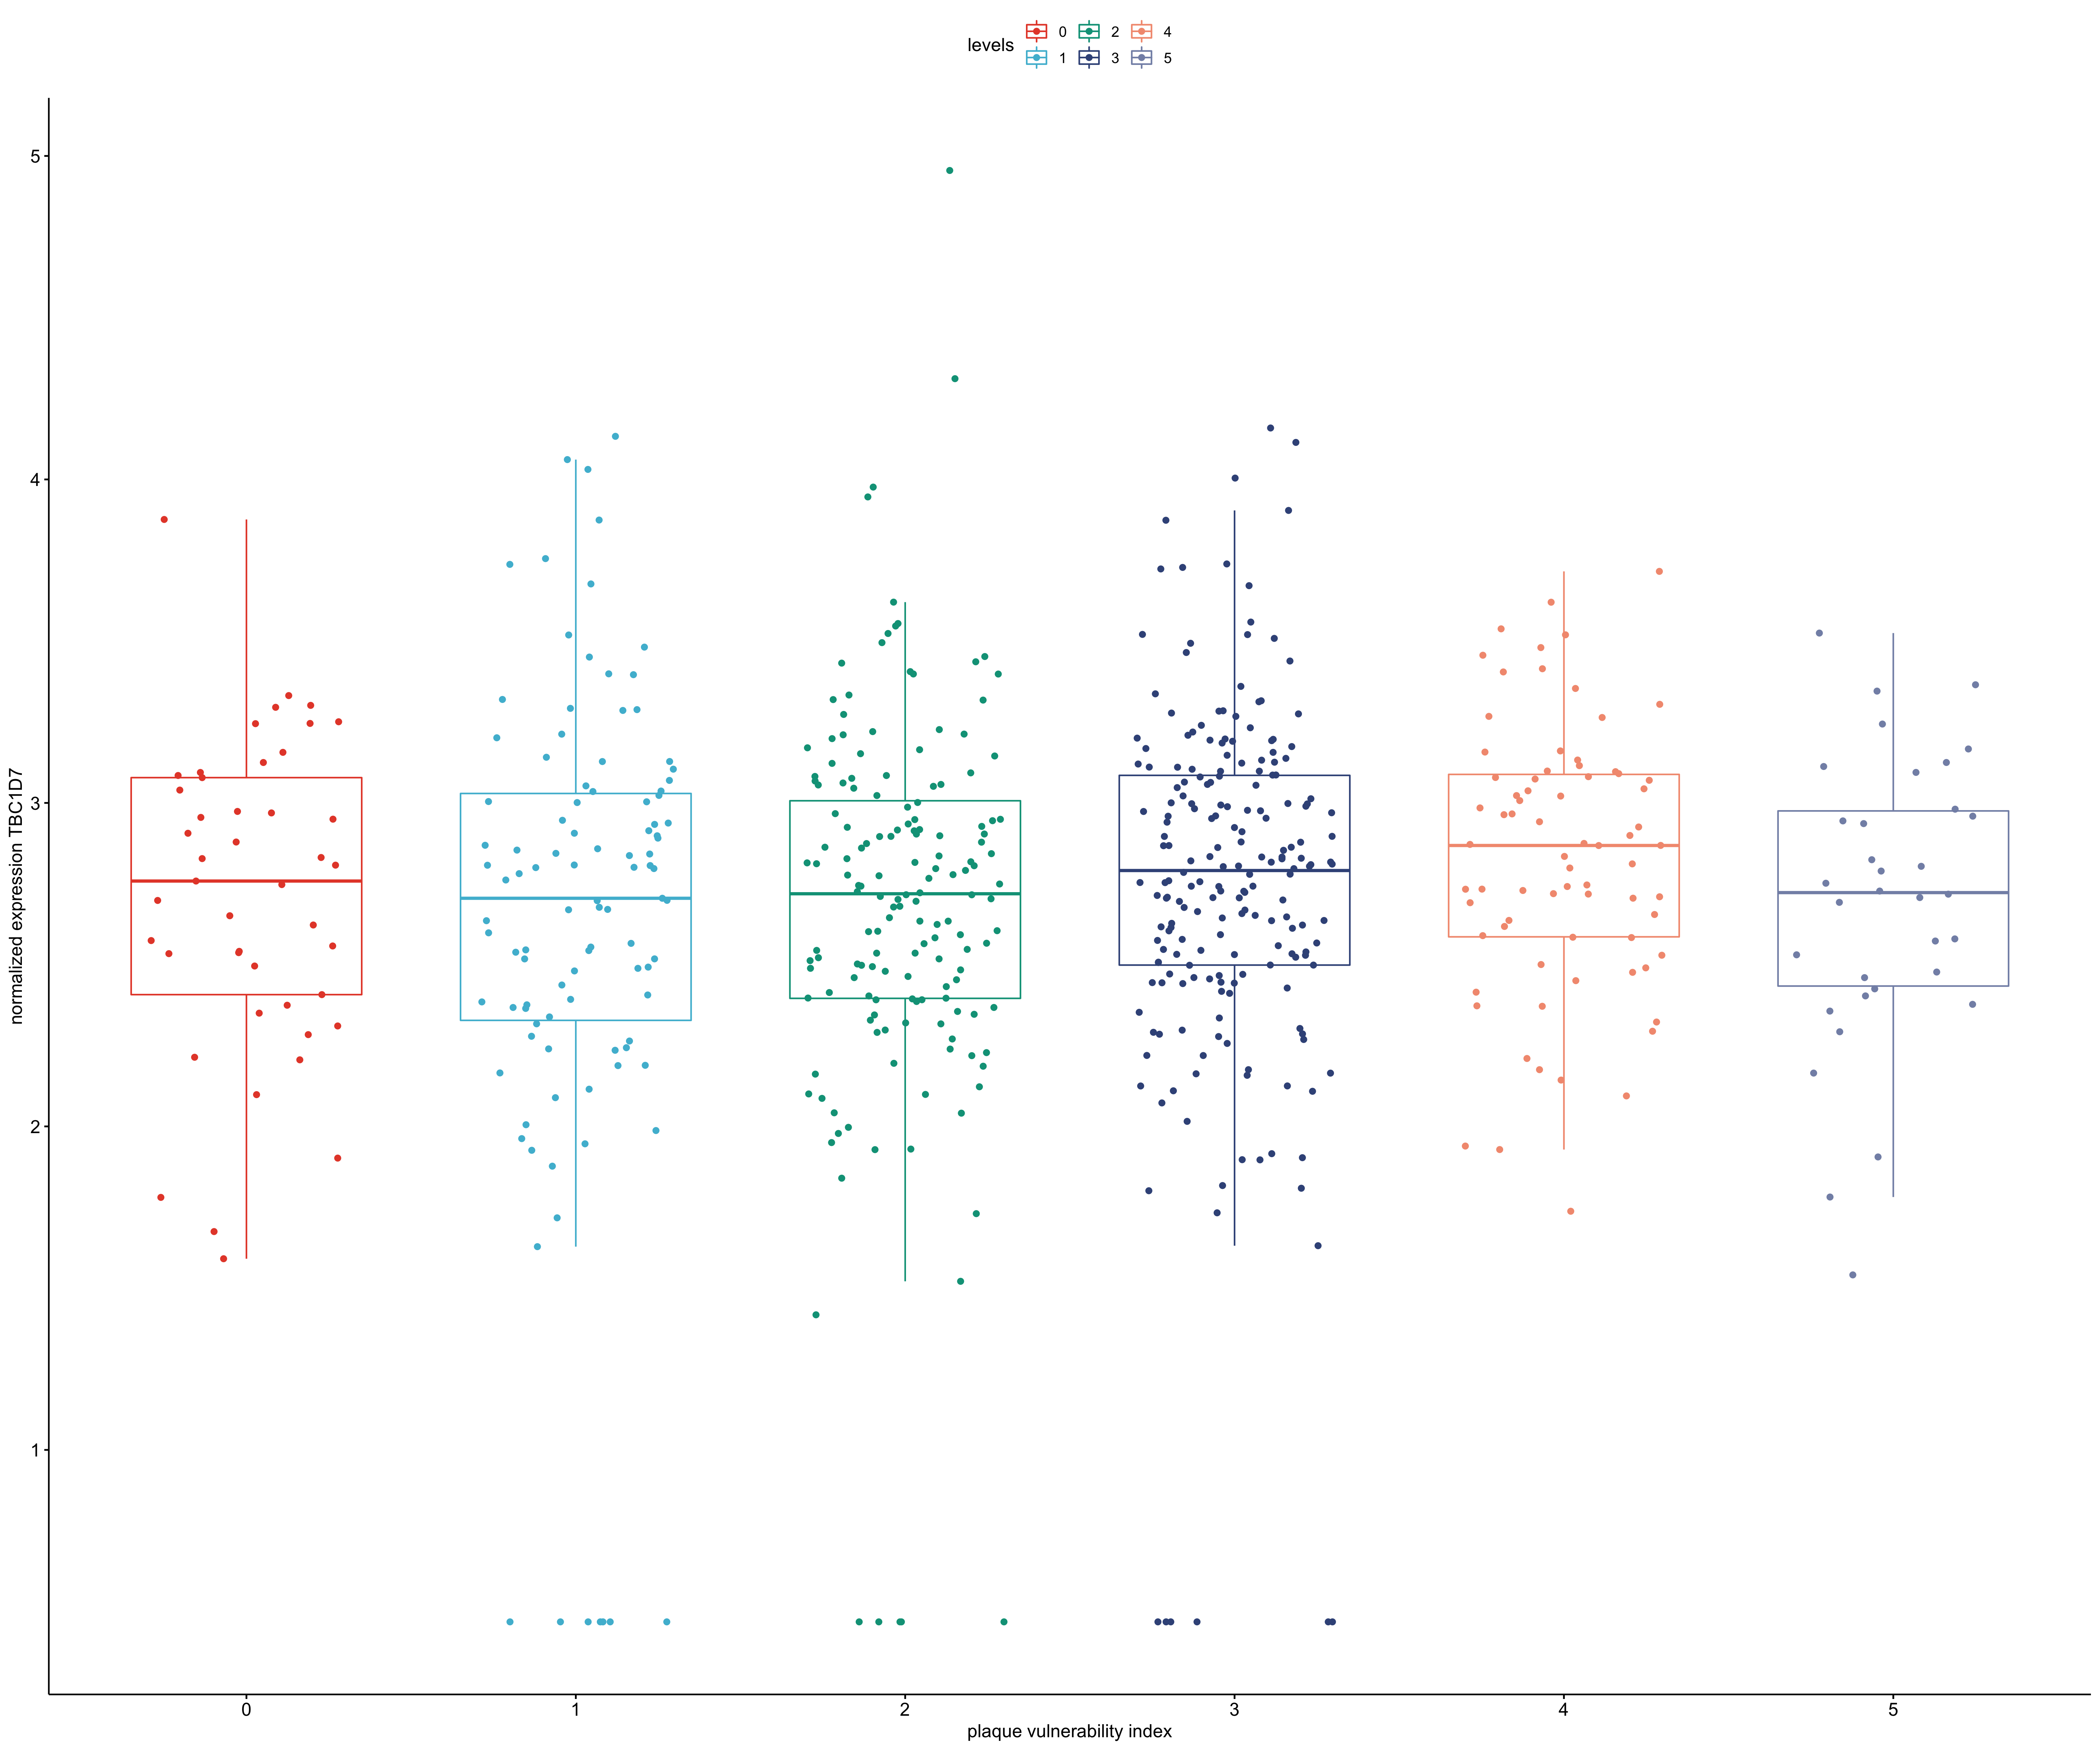 levels
0 2 4
1 3 5
normalized expression TBC1D7
5
4
3
2
1
0 1 2 3 4 5
plaque vulnerability index